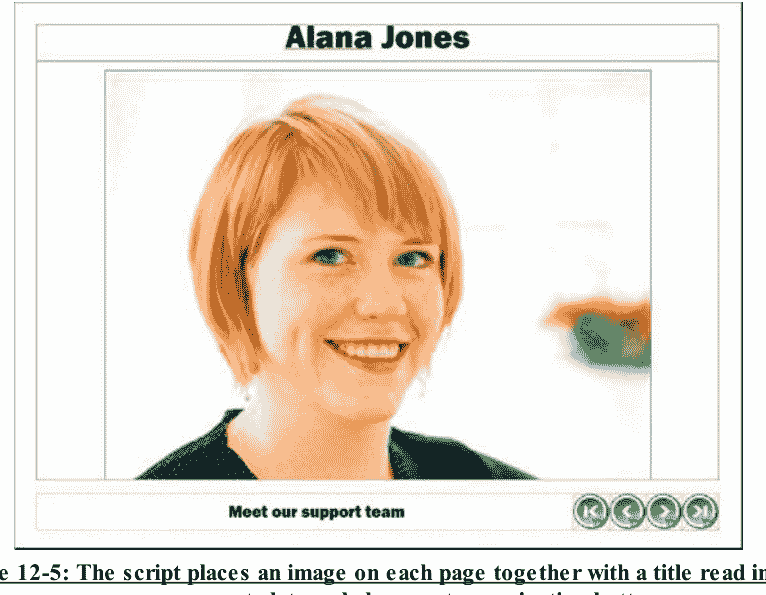 Alana Jones
Meet our support team
e 12-5: The script places an image on each page together with a title read in